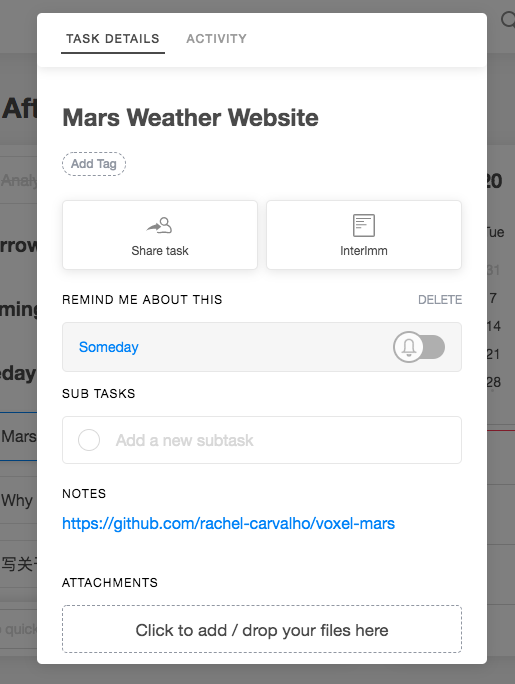 TASK DETAILS ACTIVITY
Aft
Mars Weather Website
Add Tag
Analy
20
Share task
InterImm
rrow
Tue
31
REMIND ME ABOUT THIS DELETE
7
ming
Someday
14
21
eday
28
SUB TASKS
Add a new subtask
Mars
NOTES
Why
https://github.com/rachel-carvalho/voxel-mars
写关于
ATTACHMENTS
quick
Click to add / drop your files here